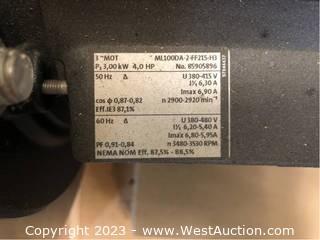 3 ~MOT ML100DA-2-FF215-H3
P₂ 3,00 kW 4,0 HP No. 85905896
50 Hz Δ U 380-415 V
I¹/₁ 6,30 A
Imax 6,90 A
cos φ 0,87-0,82 n 2900-2920 min⁻¹
Eff.IE3 87,1%
60 Hz Δ U 380-480 V
I¹/₁ 6,20-5,40 A
Imax 6,80-5,95A
PF 0,91-0,84 n 3480-3530 RPM
NEMA NOM Eff. 87,5% - 88,5%
Copyright 2023 - WestAuction.com